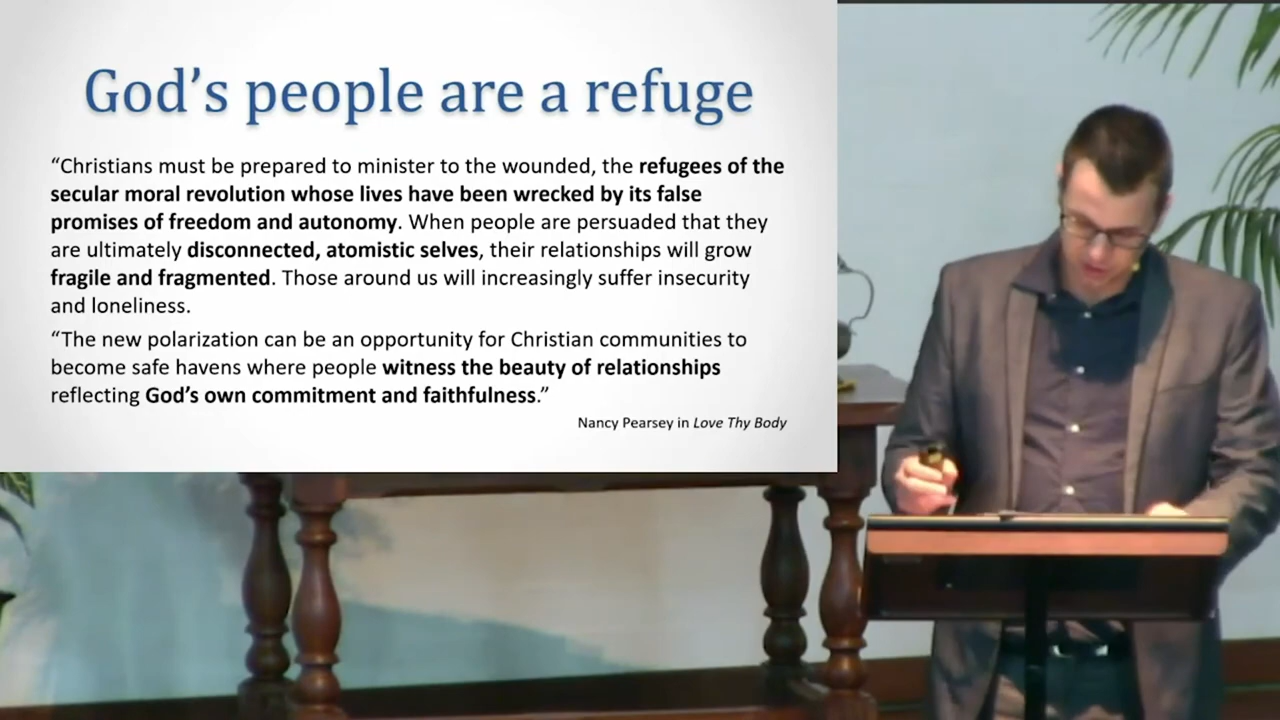 God’s people are a refuge
“Christians must be prepared to minister to the wounded, the refugees of the
secular moral revolution whose lives have been wrecked by its false
promises of freedom and autonomy. When people are persuaded that they
are ultimately disconnected, atomistic selves, their relationships will grow
fragile and fragmented. Those around us will increasingly suffer insecurity
and loneliness.
“The new polarization can be an opportunity for Christian communities to
become safe havens where people witness the beauty of relationships
reflecting God’s own commitment and faithfulness.”
Nancy Pearsey in Love Thy Body